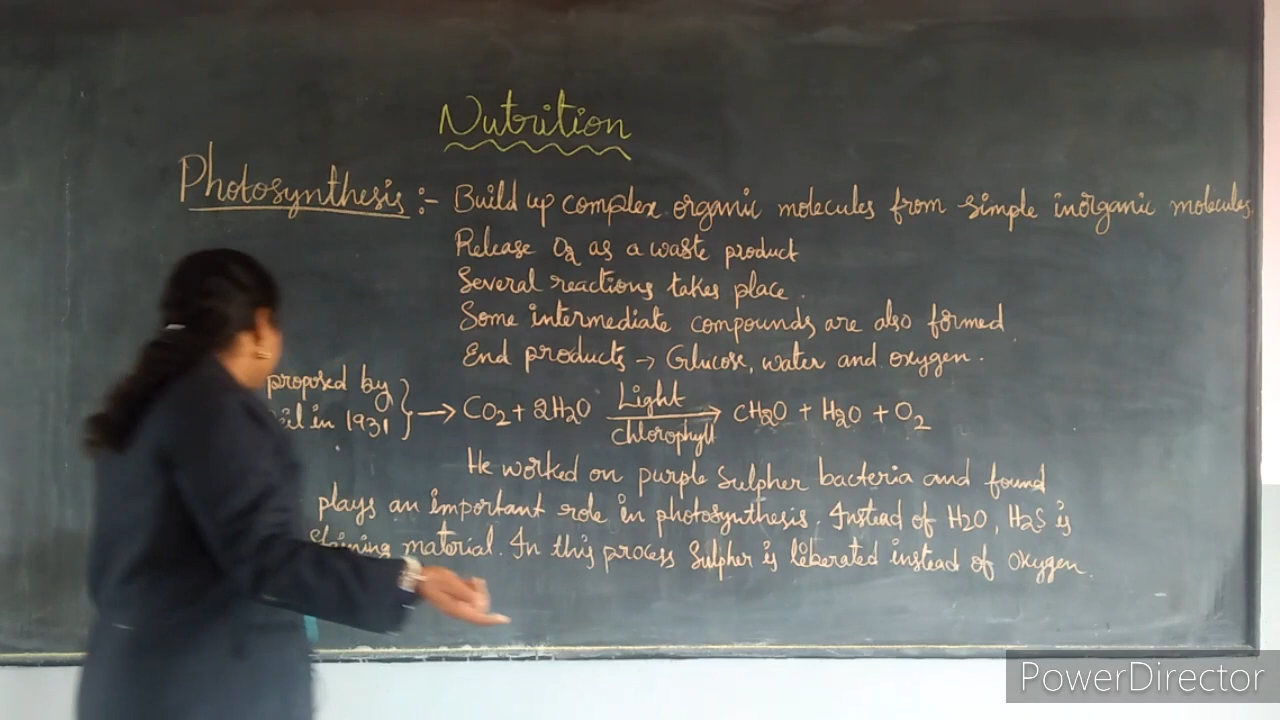 Nutrition
Photosynthesis :- Build up complex organic molecules from simple inorganic molecules.
Release O2 as a waste product
Several reactions takes place.
Some intermediate compounds are also formed
End products → Glucose, water and oxygen.
proposed by
in 1931 } → CO2 + 2H2O Light chlorophyll → CH2O + H2O + O2
He worked on purple Sulpher bacteria and found
plays an important role in photosynthesis. Instead of H2O, H2S is
material. In this process Sulpher is liberated instead of oxygen.
PowerDirector